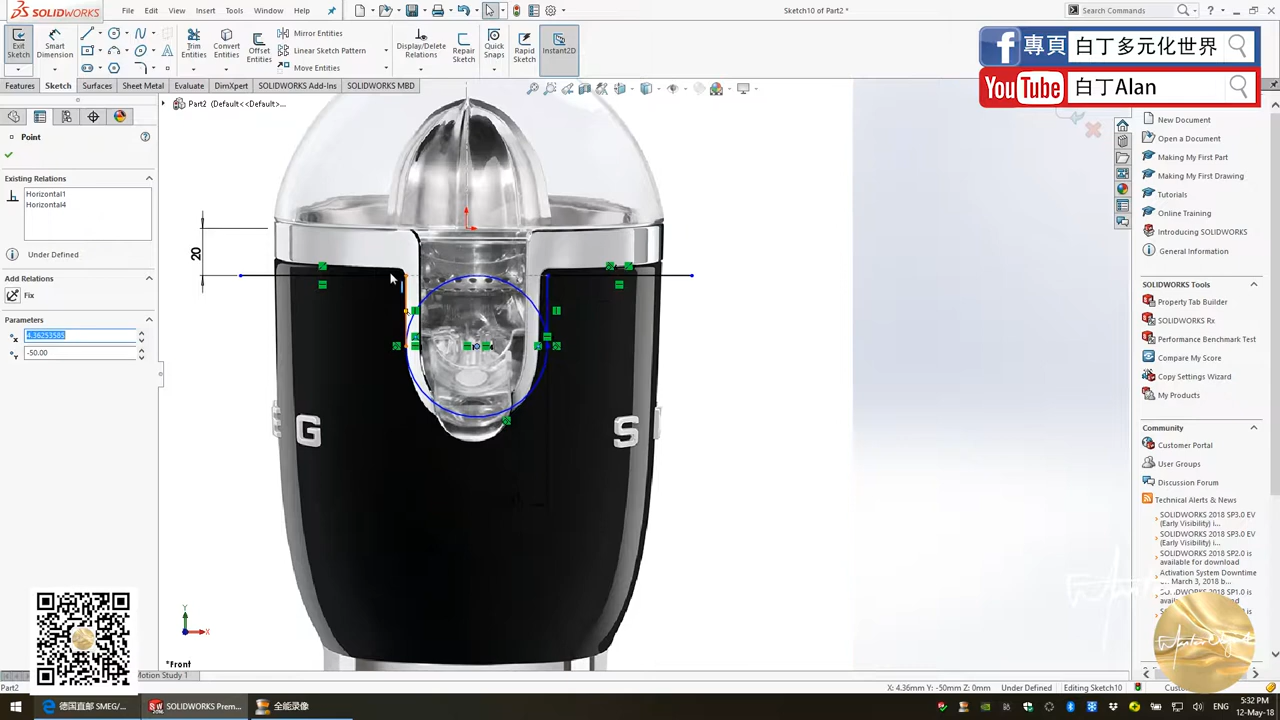 SOLIDWORKS
File
Edit
View
Insert
Tools
Window
Help
Sketch10 of Part2 *
Search Commands
專頁
白丁多元化世界
YouTube
白丁Alan
Exit Sketch
Smart Dimension
Trim Entities
Convert Entities
Offset Entities
Mirror Entities
Linear Sketch Pattern
Move Entities
Display/Delete Relations
Repair Sketch
Quick Snaps
Rapid Sketch
Instant2D
Features
Sketch
Surfaces
Sheet Metal
Evaluate
DimXpert
SOLIDWORKS Add-Ins
SOLIDWORKS MBD
Part2 (Default<<Default>...
Point
Existing Relations
Horizontal1
Horizontal4
Under Defined
Add Relations
Fix
Parameters
-50.00
20
E G
S
Y
X
*Front
New Document
Open a Document
Making My First Part
Making My First Drawing
Tutorials
Online Training
Introducing SOLIDWORKS
General Information
SOLIDWORKS Tools
Property Tab Builder
SOLIDWORKS Rx
Performance Benchmark Test
Compare My Score
Copy Settings Wizard
My Products
Community
Customer Portal
User Groups
Discussion Forum
Technical Alerts & News
SOLIDWORKS 2018 SP3.0 EV
(Early Visibility) i...
SOLIDWORKS 2018 SP3.0 EV
(Early Visibility) i...
SOLIDWORKS 2018 SP2.0 is
available for download
Activation System Downtime
Motion Study 1
Part2
X: 4.36mm Y: -50mm Z: 0mm
Under Defined
Editing Sketch10
德国直邮 SMEG/...
SOLIDWORKS Prem...
全能录像
ENG
5:32 PM
12-May-18